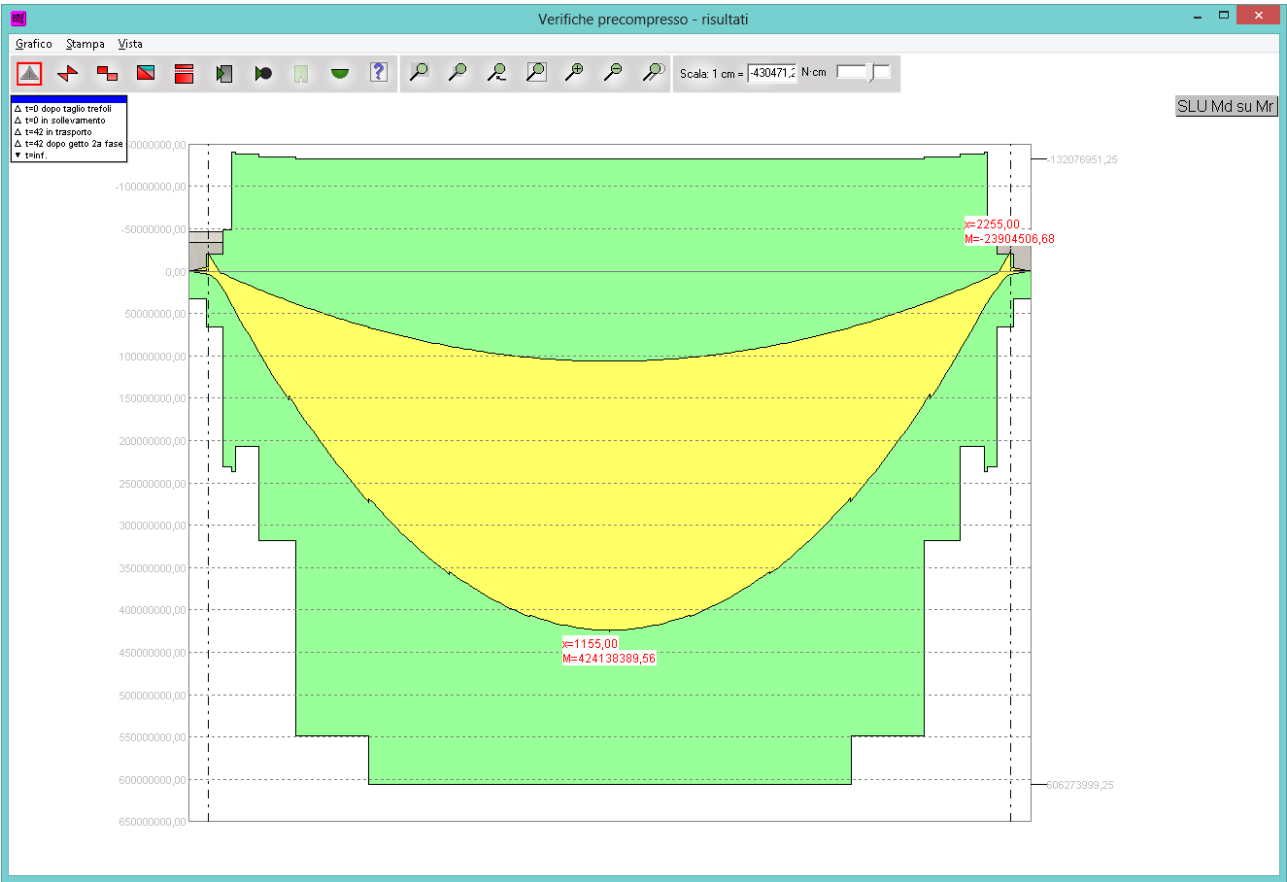 Verifiche precompresso - risultati
Grafico Stampa Vista
Scala: 1 cm = -430471,2 N·cm
SLU Md su Mr
t=0 dopo taglio trefoli
t=0 in sollevamento
t=42 in trasporto
t=42 dopo getto 2a fase
t=inf.
0000000,00
-132076951,25
-100000000,00
-50000000,00
x=2255,00
M=-23904506,68
0,00
50000000,00
100000000,00
150000000,00
200000000,00
250000000,00
300000000,00
350000000,00
400000000,00
450000000,00
x=1155,00
M=424138389,56
500000000,00
550000000,00
600000000,00
606273999,25
650000000,00